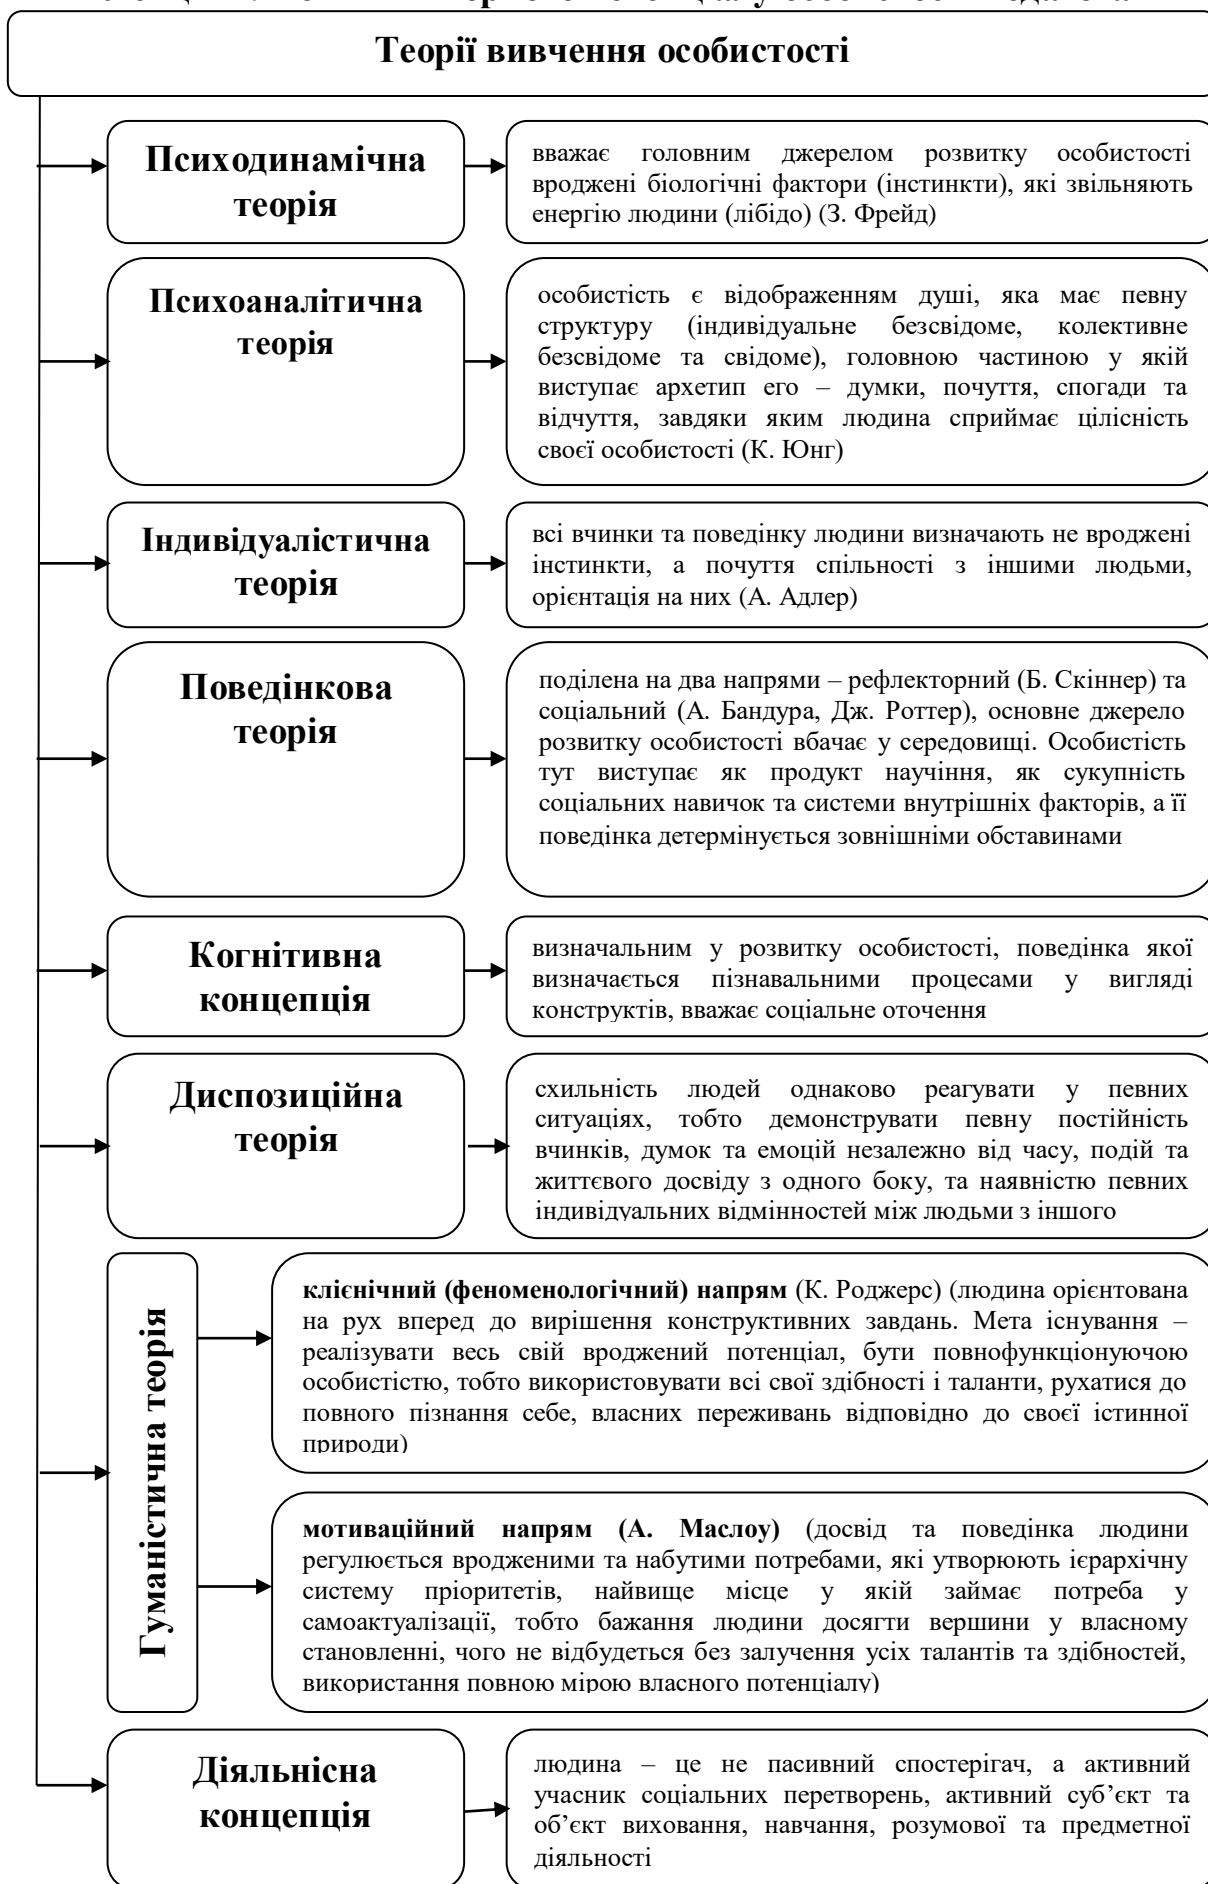 Теорії вивчення особистості
Психодинамічна
теорія
вважає головним джерелом розвитку особистості
вроджені біологічні фактори (інстинкти), які звільняють
енергію людини (лібідо) (З. Фрейд)
Психоаналітична
теорія
особистість є відображенням душі, яка має певну
структуру (індивідуальне безсвідоме, колективне
безсвідоме та свідоме), головною частиною у якій
виступає архетип его – думки, почуття, спогади та
відчуття, завдяки яким людина сприймає цілісність
своєї особистості (К. Юнг)
Індивідуалістична
теорія
всі вчинки та поведінку людини визначають не вроджені
інстинкти, а почуття спільності з іншими людьми,
орієнтація на них (А. Адлер)
Поведінкова
теорія
поділена на два напрями – рефлекторний (Б. Скіннер) та
соціальний (А. Бандура, Дж. Роттер), основне джерело
розвитку особистості вбачає у середовищі. Особистість
тут виступає як продукт научіння, як сукупність
соціальних навичок та системи внутрішніх факторів, а її
поведінка детермінується зовнішніми обставинами
Когнітивна
концепція
визначальним у розвитку особистості, поведінка якої
визначається пізнавальними процесами у вигляді
конструктів, вважає соціальне оточення
Диспозиційна
теорія
схильність людей однаково реагувати у певних
ситуаціях, тобто демонструвати певну постійність
вчинків, думок та емоцій незалежно від часу, подій та
життєвого досвіду з одного боку, та наявністю певних
індивідуальних відмінностей між людьми з іншого
Гуманістична теорія
клієнічний (феноменологічний) напрям (К. Роджерс) (людина орієнтована
на рух вперед до вирішення конструктивних завдань. Мета існування –
реалізувати весь свій вроджений потенціал, бути повнофункціонуючою
особистістю, тобто використовувати всі свої здібності і таланти, рухатися до
повного пізнання себе, власних переживань відповідно до своєї істинної
природи)
мотиваційний напрям (А. Маслоу) (досвід та поведінка людини
регулюється вродженими та набутими потребами, які утворюють ієрархічну
систему пріоритетів, найвище місце у якій займає потреба у
самоактуалізації, тобто бажання людини досягти вершини у власному
становленні, чого не відбудеться без залучення усіх талантів та здібностей,
використання повною мірою власного потенціалу)
Діяльнісна
концепція
людина – це не пасивний спостерігач, а активний
учасник соціальних перетворень, активний суб’єкт та
об’єкт виховання, навчання, розумової та предметної
діяльності